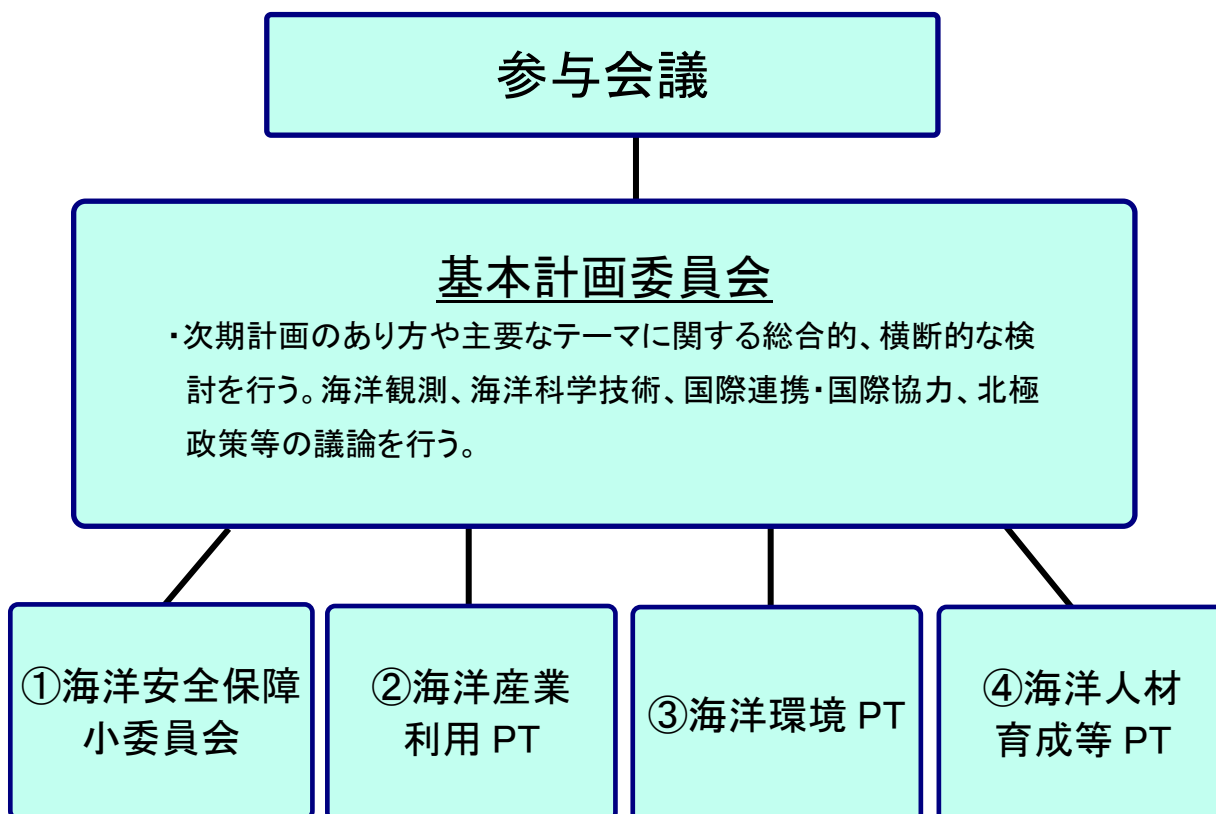 参与会議
基本計画委員会
・次期計画のあり方や主要なテーマに関する総合的、横断的な検
討を行う。海洋観測、海洋科学技術、国際連携・国際協力、北極
政策等の議論を行う。
①海洋安全保障
小委員会
②海洋産業
利用 PT
③海洋環境 PT
④海洋人材
育成等 PT